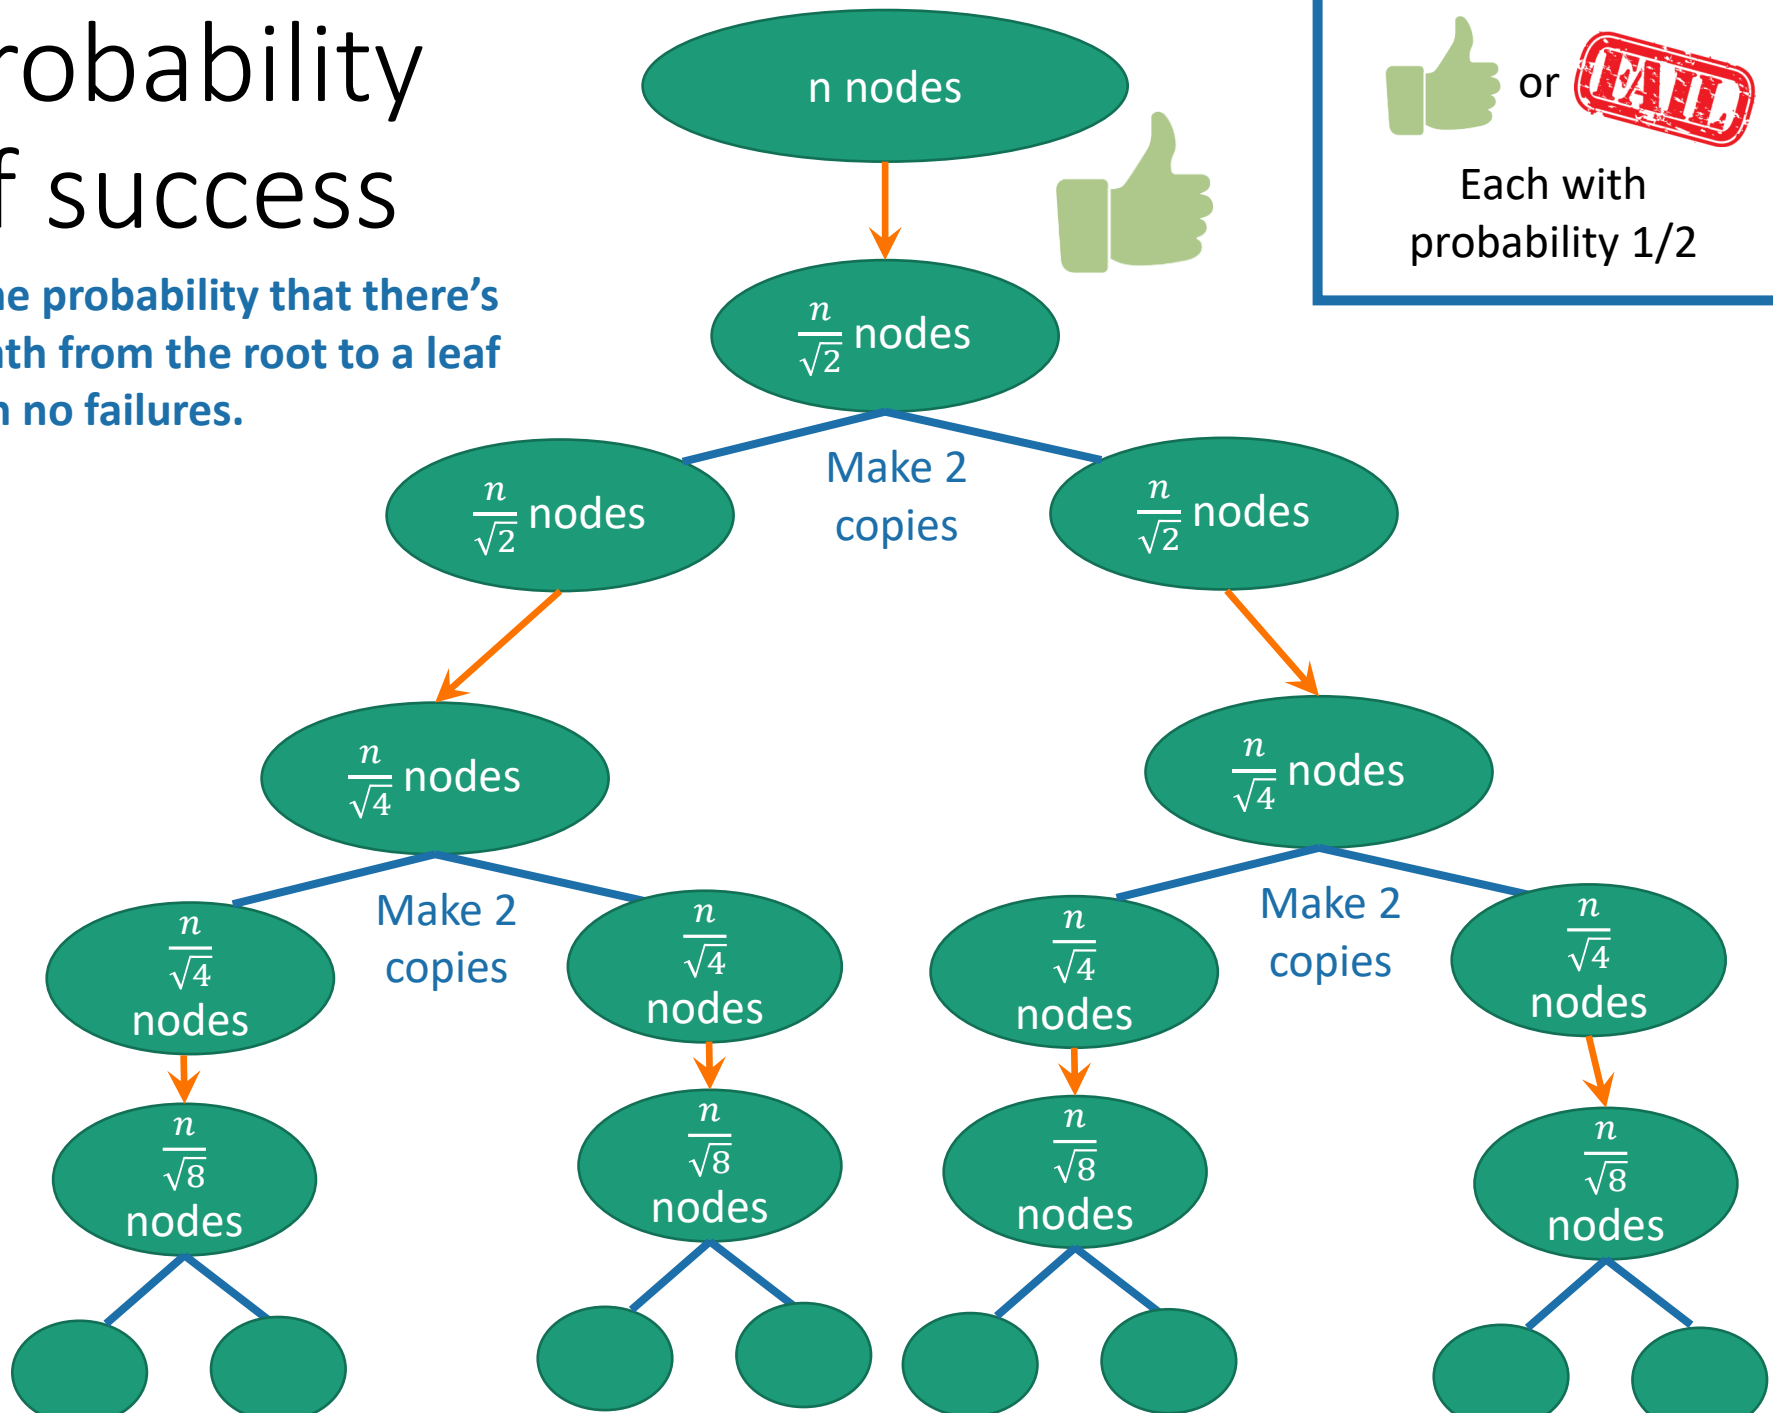 robability
f success
he probability that there's
ath from the root to a leaf
h no failures.
or FAIL
Each with
probability 1/2
n nodes
n/√2 nodes
Make 2
copies
n/√2 nodes
n/√2 nodes
n/√4 nodes
n/√4 nodes
Make 2
copies
Make 2
copies
n/√4
nodes
n/√4
nodes
n/√4
nodes
n/√4
nodes
n/√8
nodes
n/√8
nodes
n/√8
nodes
n/√8
nodes